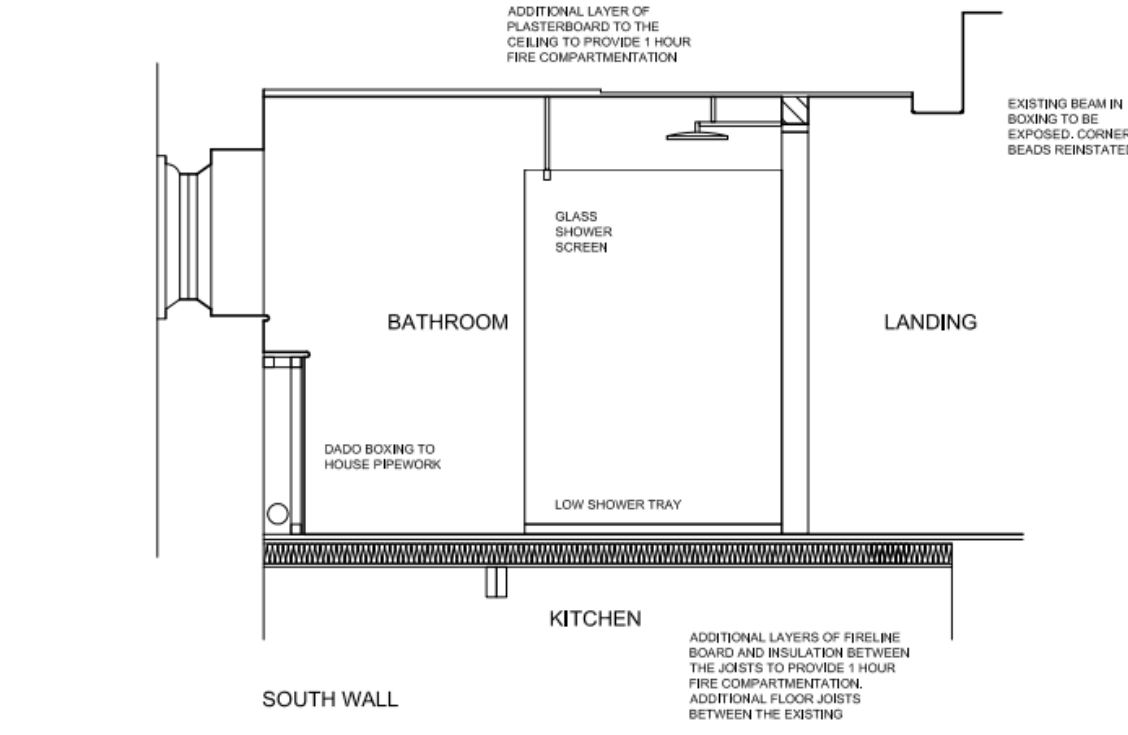 ADDITIONAL LAYER OF
PLASTERBOARD TO THE
CEILING TO PROVIDE 1 HOUR
FIRE COMPARTMENTATION
EXISTING BEAM IN
BOXING TO BE
EXPOSED. CORNER
BEADS REINSTATED
GLASS
SHOWER
SCREEN
BATHROOM
LANDING
DADO BOXING TO
HOUSE PIPEWORK
LOW SHOWER TRAY
KITCHEN
ADDITIONAL LAYERS OF FIRELINE
BOARD AND INSULATION BETWEEN
THE JOISTS TO PROVIDE 1 HOUR
FIRE COMPARTMENTATION.
ADDITIONAL FLOOR JOISTS
BETWEEN THE EXISTING
SOUTH WALL